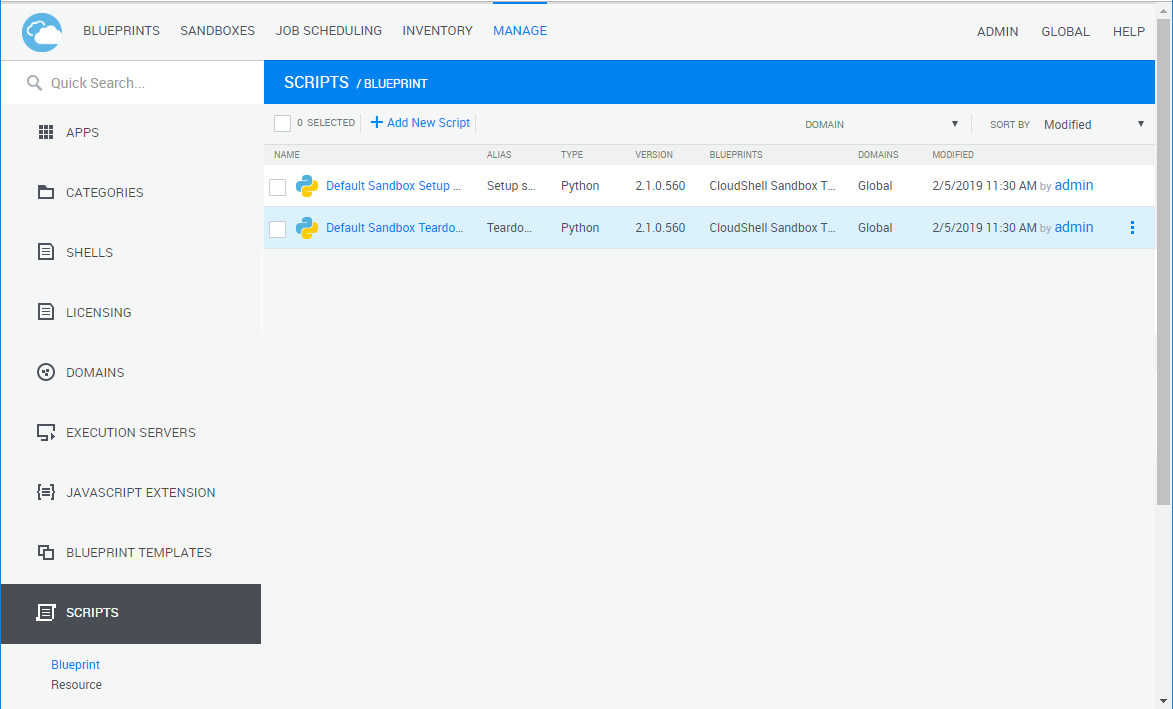 BLUEPRINTS SANDBOXES JOB SCHEDULING INVENTORY MANAGE ADMIN GLOBAL HELP
Quick Search...
SCRIPTS / BLUEPRINT
0 SELECTED Add New Script DOMAIN SORT BY Modified
NAME ALIAS TYPE VERSION BLUEPRINTS DOMAINS MODIFIED
Default Sandbox Setup ... Setup s... Python 2.1.0.560 CloudShell Sandbox T... Global 2/5/2019 11:30 AM by admin
Default Sandbox Teardo... Teardo... Python 2.1.0.560 CloudShell Sandbox T... Global 2/5/2019 11:30 AM by admin
APPS
CATEGORIES
SHELLS
LICENSING
DOMAINS
EXECUTION SERVERS
JAVASCRIPT EXTENSION
BLUEPRINT TEMPLATES
SCRIPTS
Blueprint
Resource